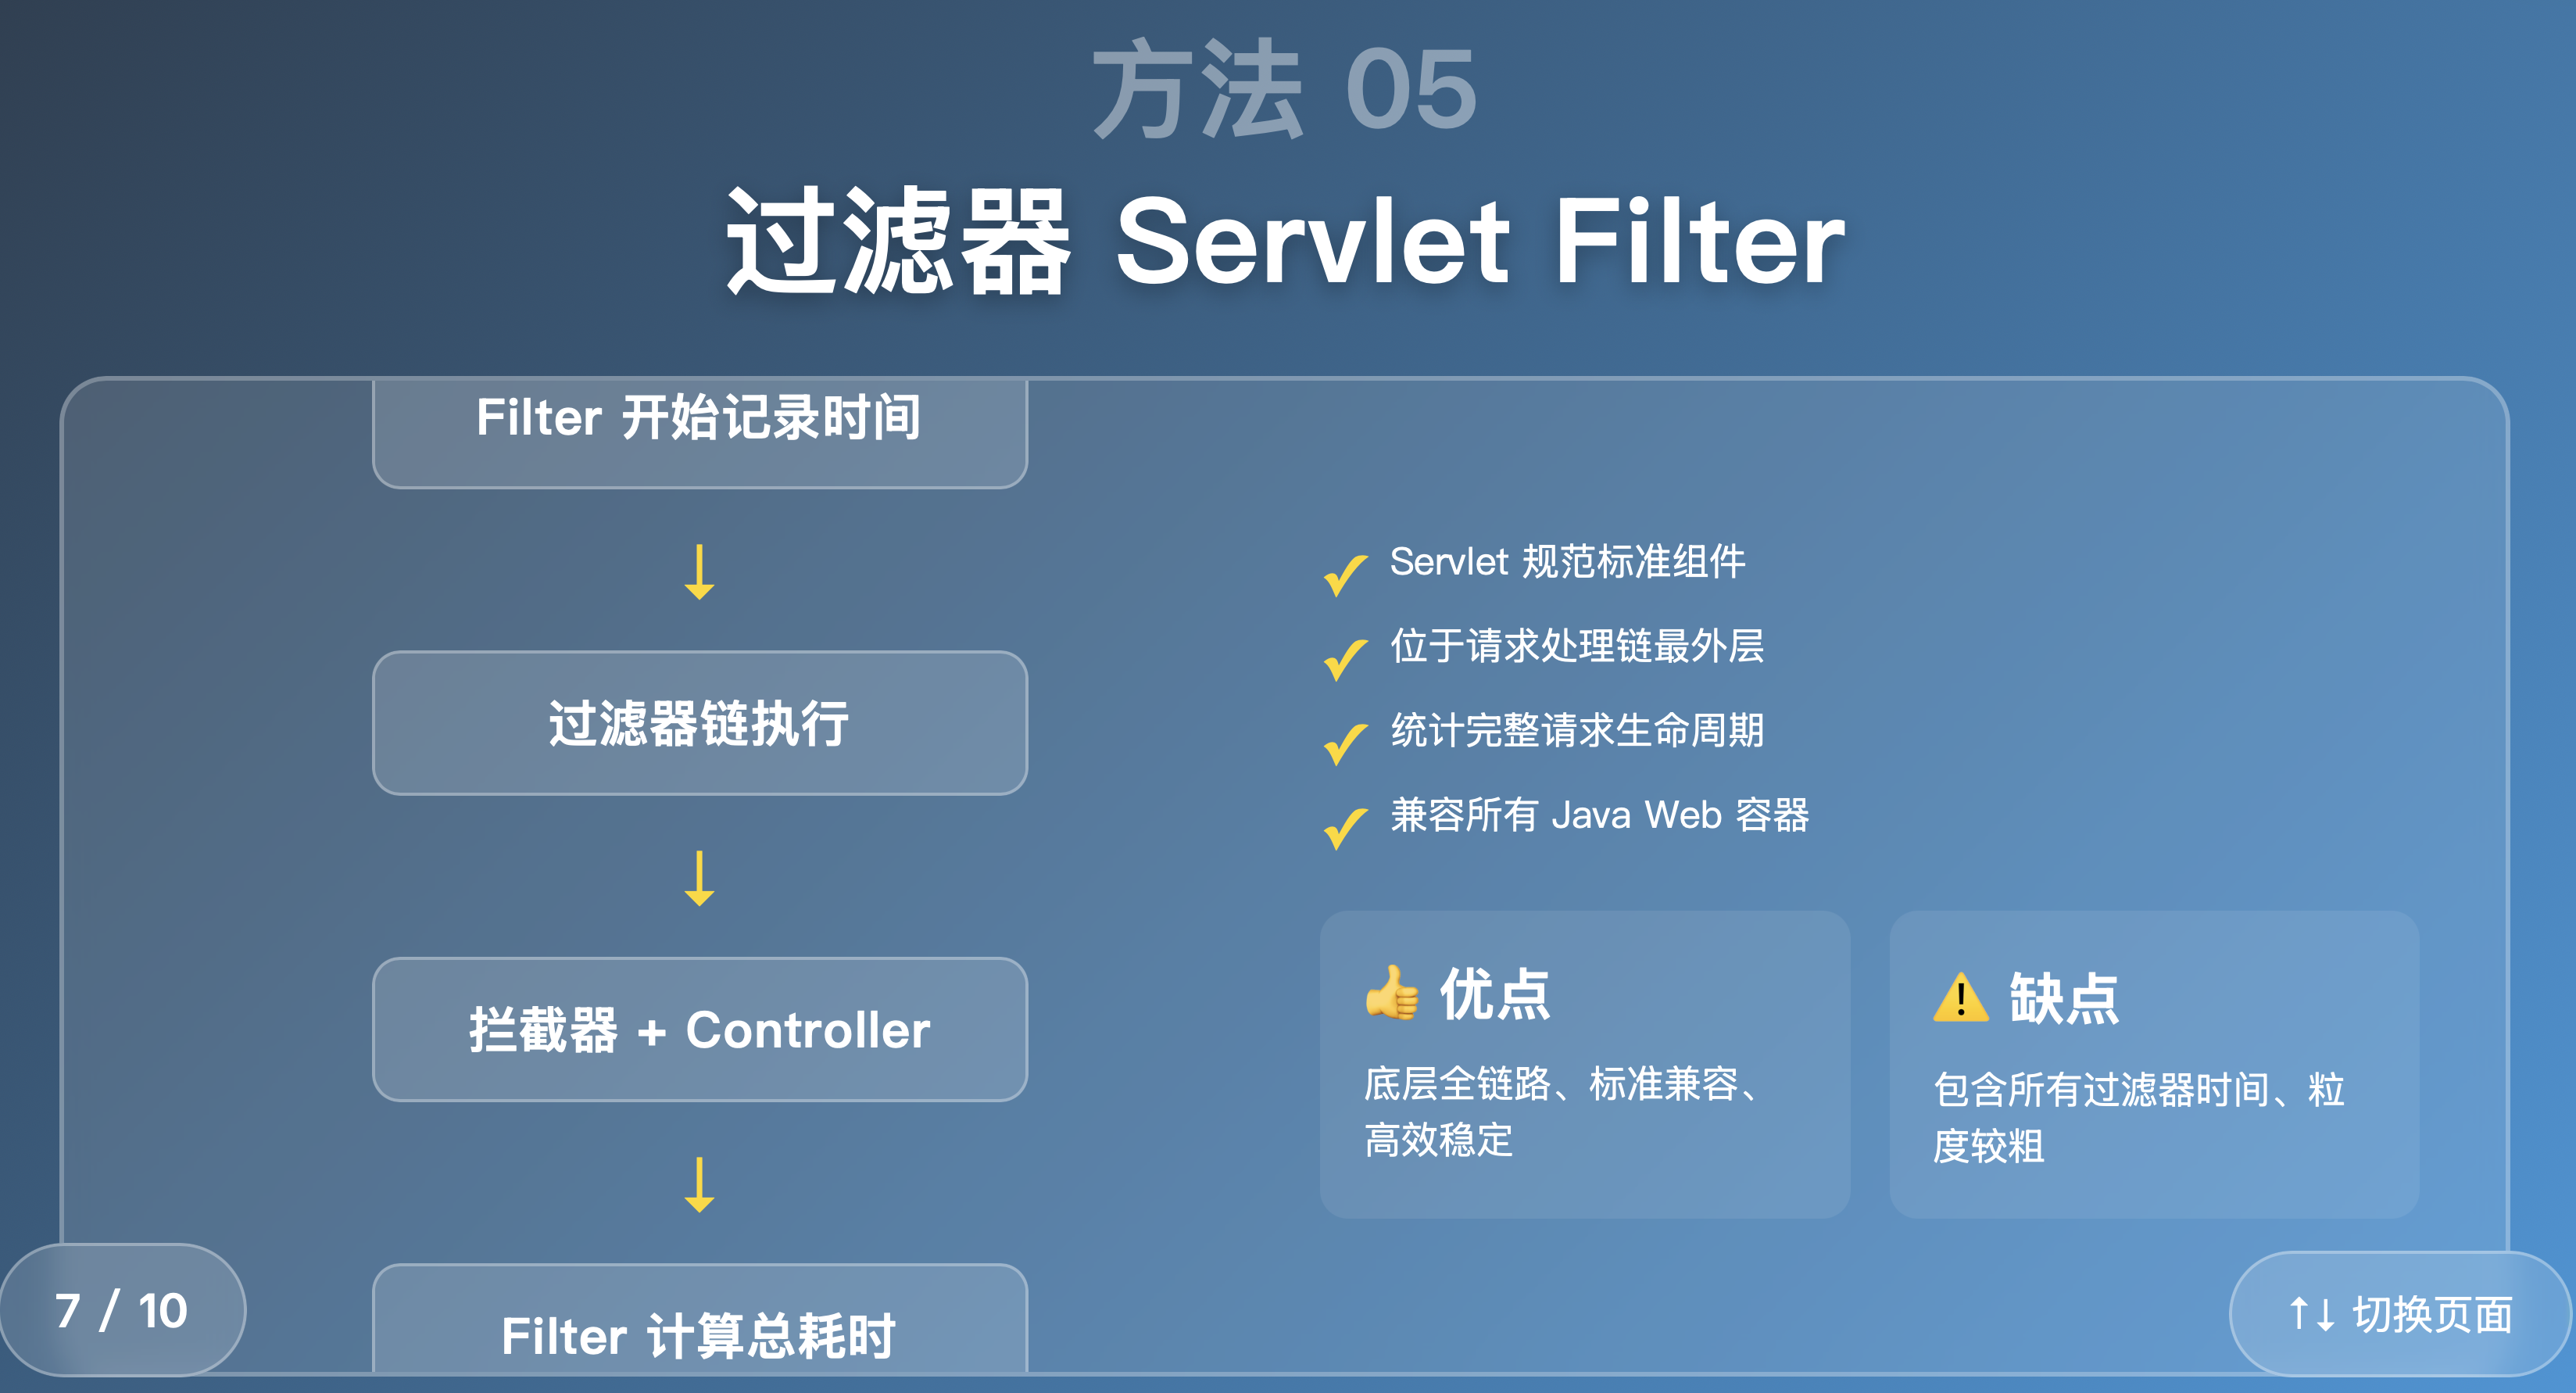 方法 05
过滤器 Servlet Filter
Filter 开始记录时间
↓
过滤器链执行
↓
拦截器 + Controller
↓
Filter 计算总耗时
✓ Servlet 规范标准组件
✓ 位于请求处理链最外层
✓ 统计完整请求生命周期
✓ 兼容所有 Java Web 容器
👍 优点
底层全链路、标准兼容、
高效稳定
⚠️ 缺点
包含所有过滤器时间、粒
度较粗
7 / 10
↑↓ 切换页面